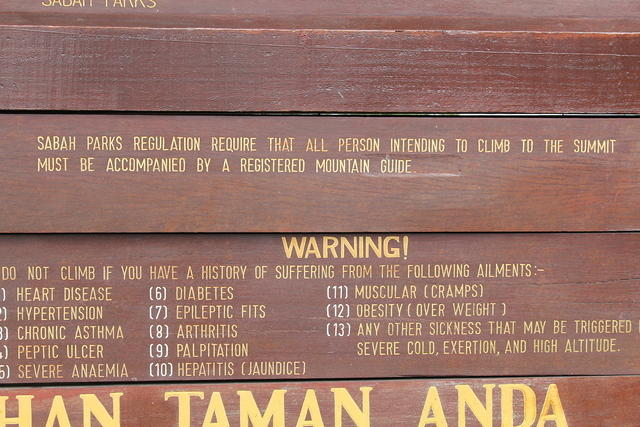 SABAH PARKS
SABAH PARKS REGULATION REQUIRE THAT ALL PERSON INTENDING TO CLIMB TO THE SUMMIT
MUST BE ACCOMPANIED BY A REGISTERED MOUNTAIN GUIDE
WARNING!
DO NOT CLIMB IF YOU HAVE A HISTORY OF SUFFERING FROM THE FOLLOWING AILMENTS:-
) HEART DISEASE
) HYPERTENSION
) CHRONIC ASTHMA
) PEPTIC ULCER
) SEVERE ANAEMIA
(6) DIABETES
(7) EPILEPTIC FITS
(8) ARTHRITIS
(9) PALPITATION
(10) HEPATITIS (JAUNDICE)
(11) MUSCULAR (CRAMPS)
(12) OBESITY ( OVER WEIGHT )
(13) ANY OTHER SICKNESS THAT MAY BE TRIGGERED
SEVERE COLD, EXERTION, AND HIGH ALTITUDE.
HAN TAMAN ANDA